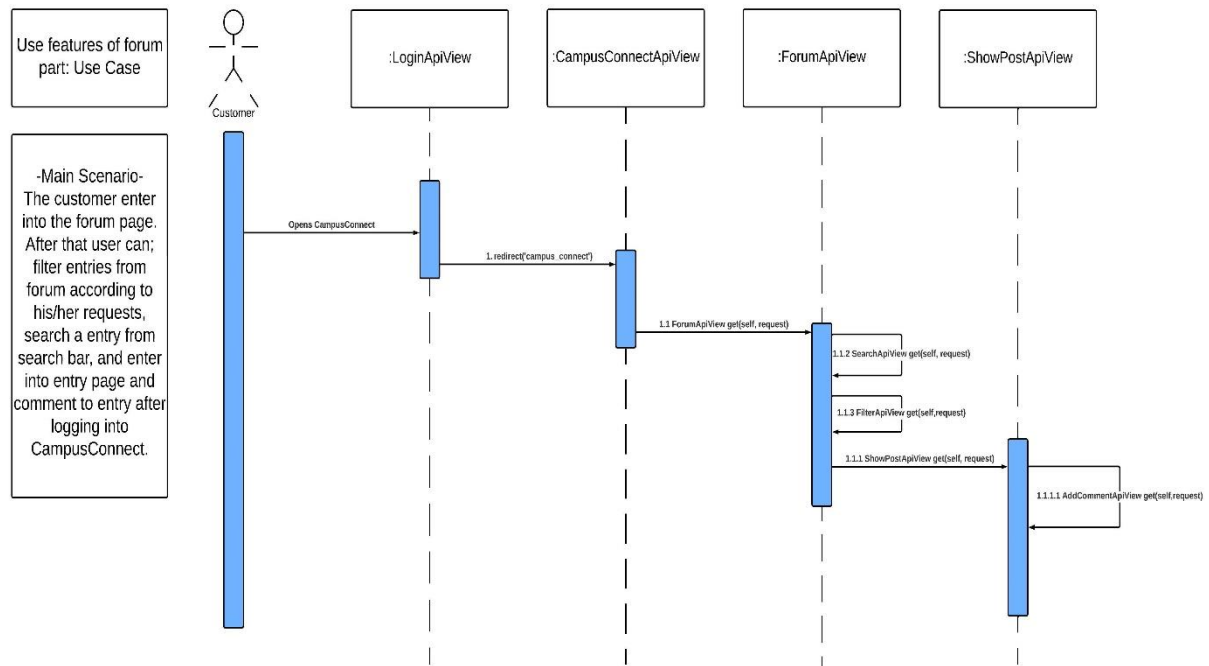 Use features of forum
part: Use Case
Customer
:LoginApiView
:CampusConnectApiView
:ForumApiView
:ShowPostApiView
-Main Scenario-
The customer enter
into the forum page.
After that user can;
filter entries from
forum according to
his/her requests,
search a entry from
search bar, and enter
into entry page and
comment to entry after
logging into
CampusConnect.
Opens CampusConnect
1. redirect('campus_connect')
1.1 ForumApiView get(self, request)
1.1.2 SearchApiView get(self, request)
1.1.3 FilterApiView get(self,request)
1.1.1 ShowPostApiView get(self, request)
1.1.1.1 AddCommentApiView get(self,request)